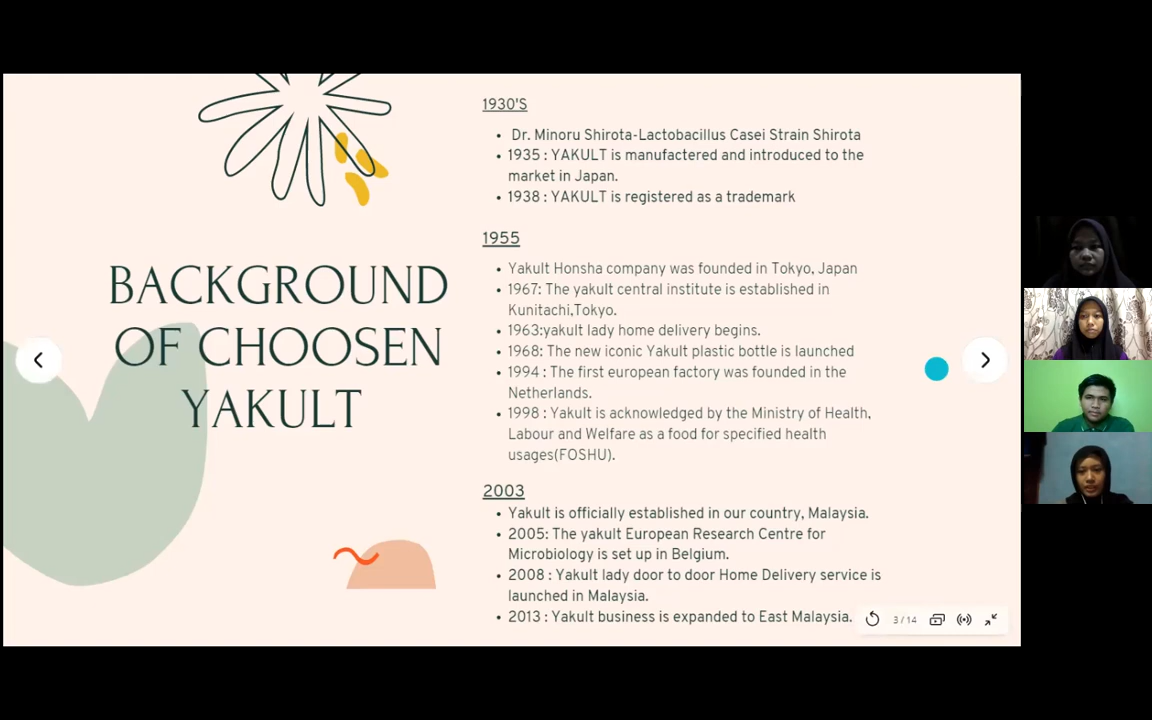 1930'S
Dr. Minoru Shirota-Lactobacillus Casei Strain Shirota
1935 : YAKULT is manufactered and introduced to the
market in Japan.
1938 : YAKULT is registered as a trademark
BACKGROUND
OF CHOOSEN
YAKULT
1955
Yakult Honsha company was founded in Tokyo, Japan
1967: The yakult central institute is established in
Kunitachi,Tokyo.
1963:yakult lady home delivery begins.
1968: The new iconic Yakult plastic bottle is launched
1994 : The first european factory was founded in the
Netherlands.
1998 : Yakult is acknowledged by the Ministry of Health,
Labour and Welfare as a food for specified health
usages(FOSHU).
2003
Yakult is officially established in our country, Malaysia.
2005: The yakult European Research Centre for
Microbiology is set up in Belgium.
2008 : Yakult lady door to door Home Delivery service is
launched in Malaysia.
2013 : Yakult business is expanded to East Malaysia.
3 / 14